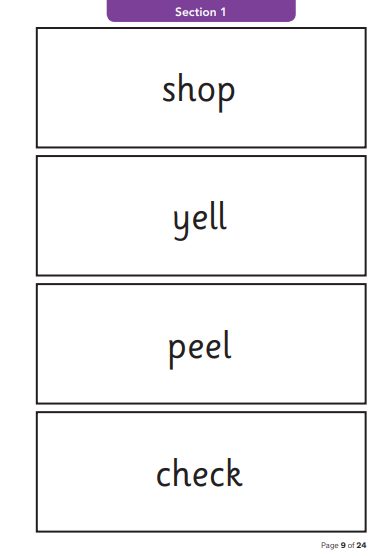 Section 1
shop
yell
peel
check
Page 9 of 24